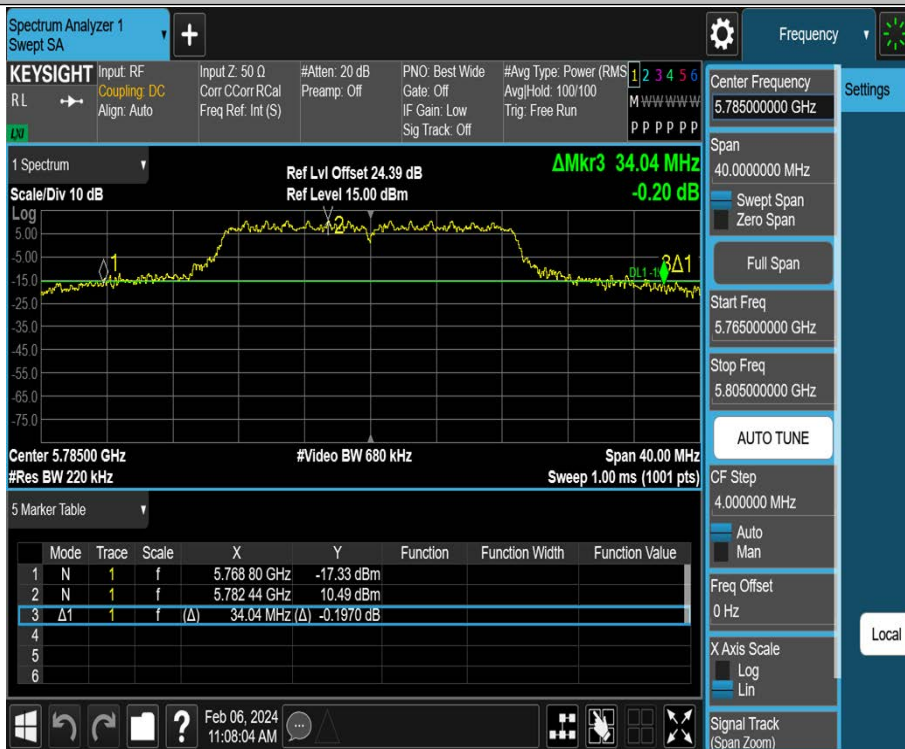 Spectrum Analyzer 1
Swept SA
+
Frequency
KEYSIGHT
RL
LXI
Input: RF
Coupling: DC
Align: Auto
Input Z: 50 Ω
Corr CCorr RCal
Freq Ref: Int (S)
#Atten: 20 dB
Preamp: Off
PNO: Best Wide
Gate: Off
IF Gain: Low
Sig Track: Off
#Avg Type: Power (RMS
Avg|Hold: 100/100
Trig: Free Run
1 2 3 4 5 6
M W W W W W
P P P P P P
1 Spectrum
Scale/Div 10 dB
Ref Lvl Offset 24.39 dB
Ref Level 15.00 dBm
ΔMkr3 34.04 MHz
-0.20 dB
Log
5.00
-5.00
-15.0
-25.0
-35.0
-45.0
-55.0
-65.0
-75.0
1
2
3Δ1
Center 5.78500 GHz
#Res BW 220 kHz
#Video BW 680 kHz
Span 40.00 MHz
Sweep 1.00 ms (1001 pts)
5 Marker Table
Mode Trace Scale X Y Function Function Width Function Value
1 N 1 f 5.768 80 GHz -17.33 dBm
2 N 1 f 5.782 44 GHz 10.49 dBm
3 Δ1 1 f (Δ) 34.04 MHz (Δ) -0.1970 dB
4
5
6
?
Feb 06, 2024
11:08:04 AM
Center Frequency
5.785000000 GHz
Span
40.0000000 MHz
Swept Span
Zero Span
Full Span
Start Freq
5.765000000 GHz
Stop Freq
5.805000000 GHz
AUTO TUNE
CF Step
4.000000 MHz
Auto
Man
Freq Offset
0 Hz
X Axis Scale
Log
Lin
Signal Track
(Span Zoom)
Settings
Local